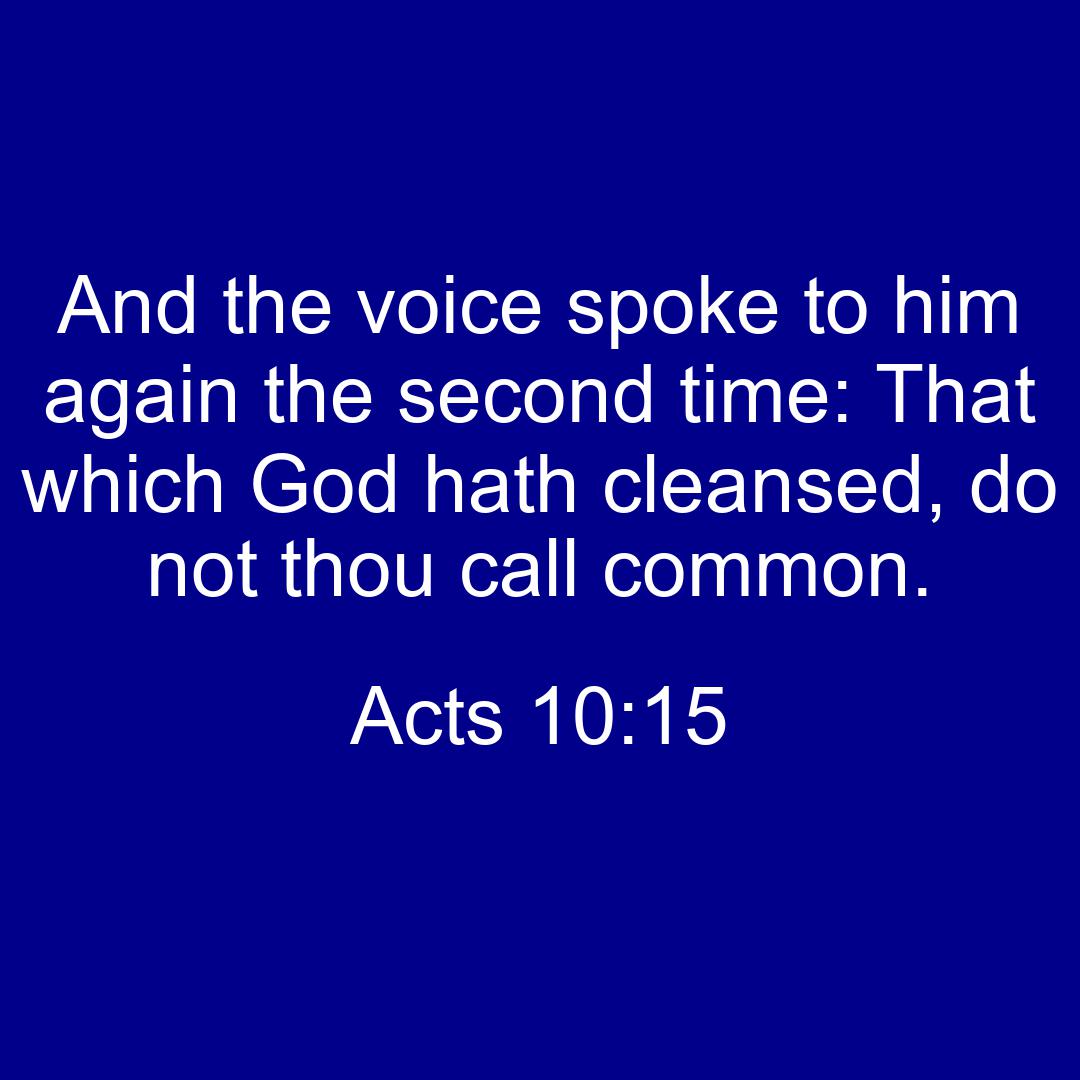 And the voice spoke to him
again the second time: That
which God hath cleansed, do
not thou call common.
Acts 10:15